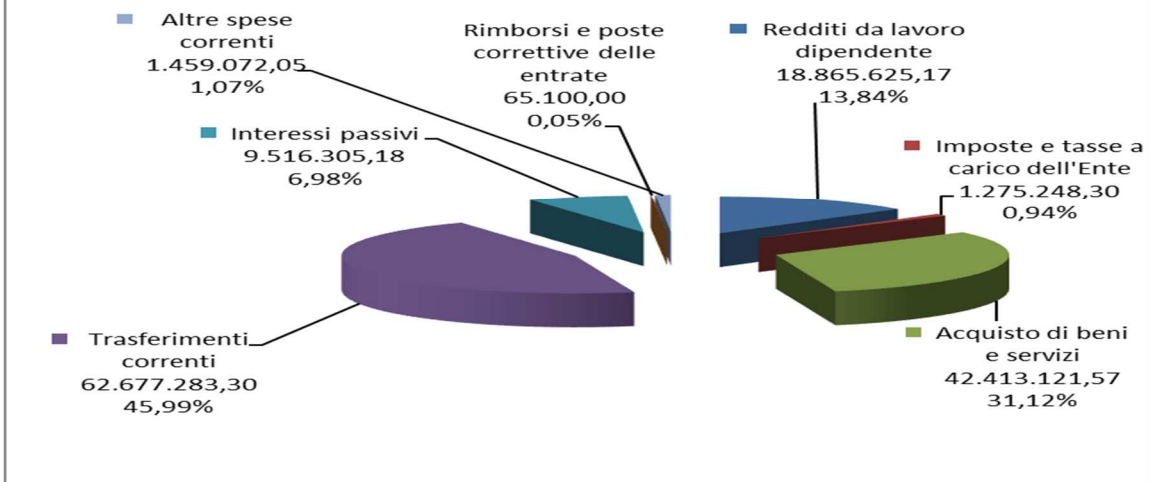 Altre spese
correnti
1.459.072,05
1,07%
Rimborsi e poste
correttive delle
entrate
65.100,00
0,05%
Redditi da lavoro
dipendente
18.865.625,17
13,84%
Interessi passivi
9.516.305,18
6,98%
Imposte e tasse a
carico dell'Ente
1.275.248,30
0,94%
Trasferimenti
correnti
62.677.283,30
45,99%
Acquisto di beni
e servizi
42.413.121,57
31,12%